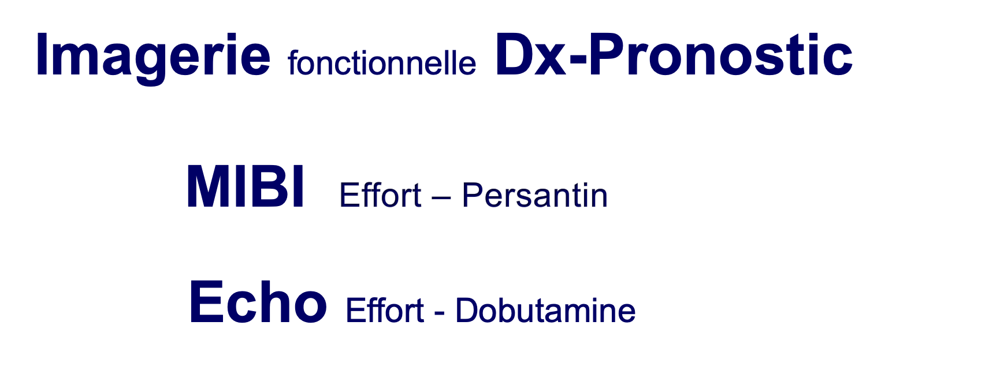 Imagerie fonctionnelle Dx-Pronostic
MIBI Effort – Persantin
Echo Effort - Dobutamine